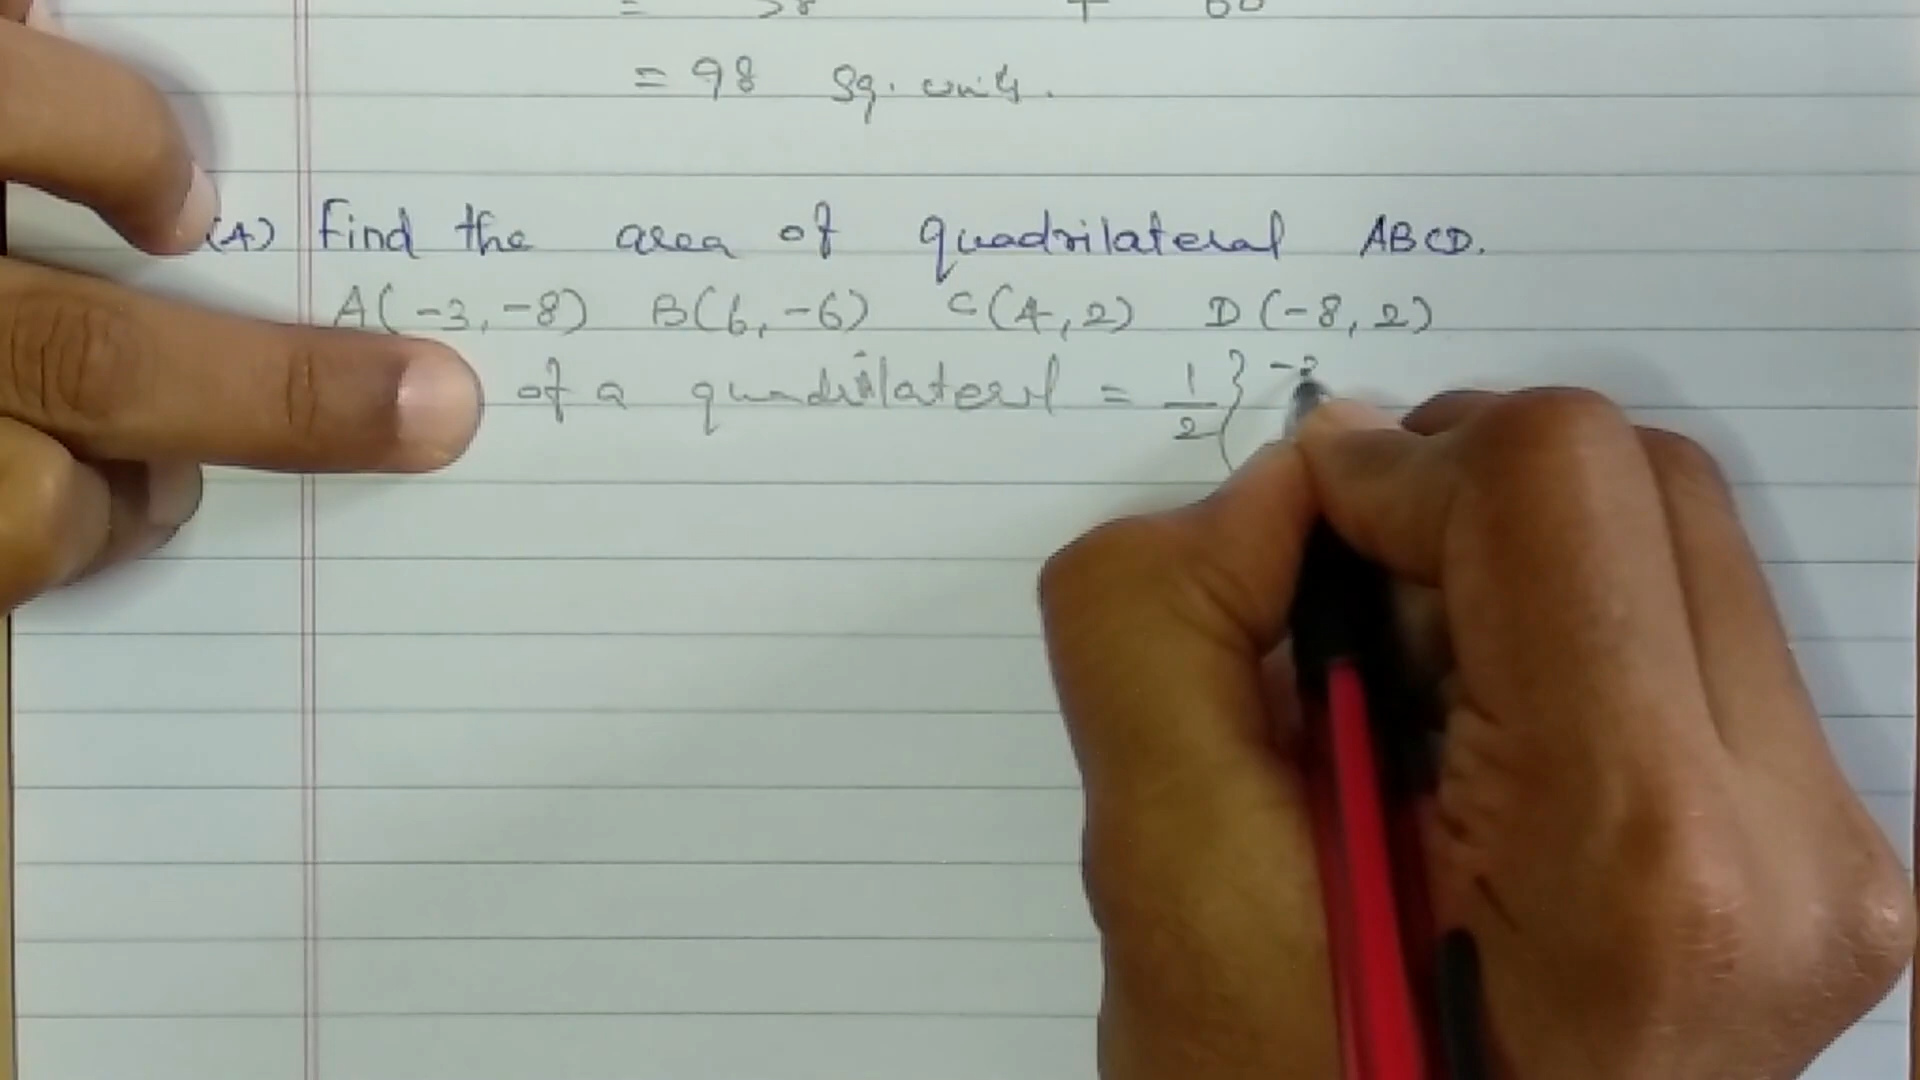 = 98 sq. units.
(4) Find the area of quadrilateral ABCD.
A(-3,-8) B(6,-6) C(4,2) D(-8,2)
of a quadrilaterl = 1/2 {